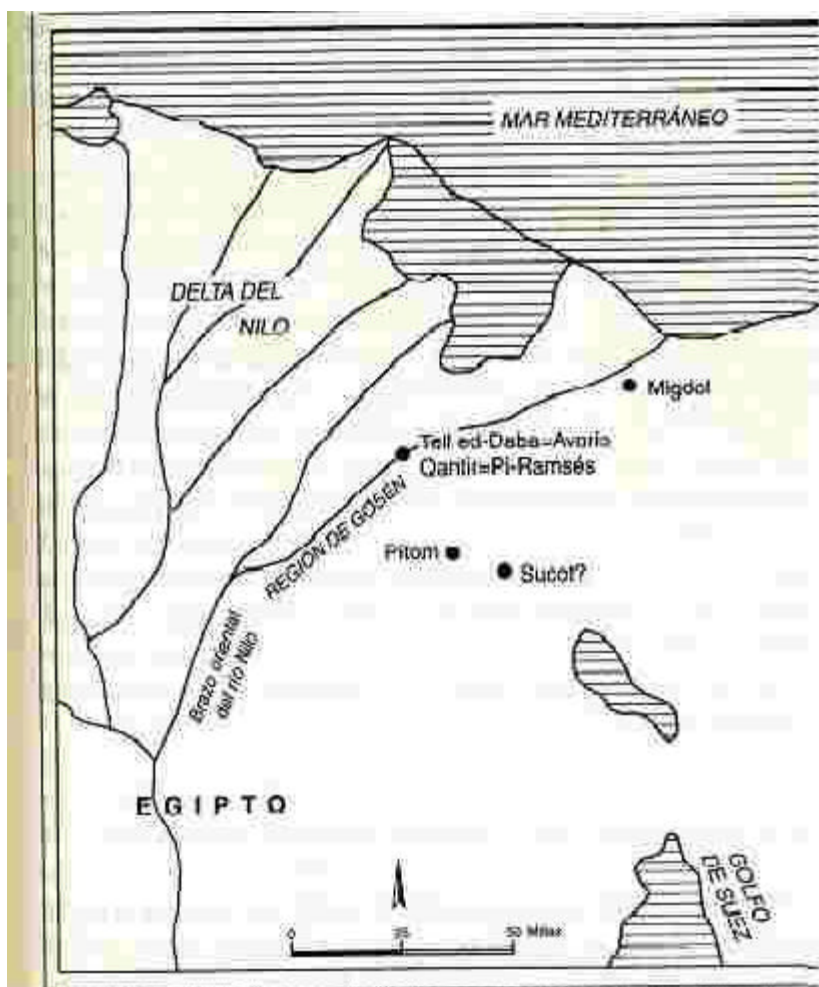 MAR MEDITERRÁNEO
DELTA DEL
NILO
Migdol
Tell ed-Daba=Avaris
Qantir=Pi-Ramsés
REGIÓN DE GOSÉN
Pitom
Sucot?
Brazo oriental
del río Nilo
EGIPTO
GOLFO
DE SUEZ
0 25 50 Millas